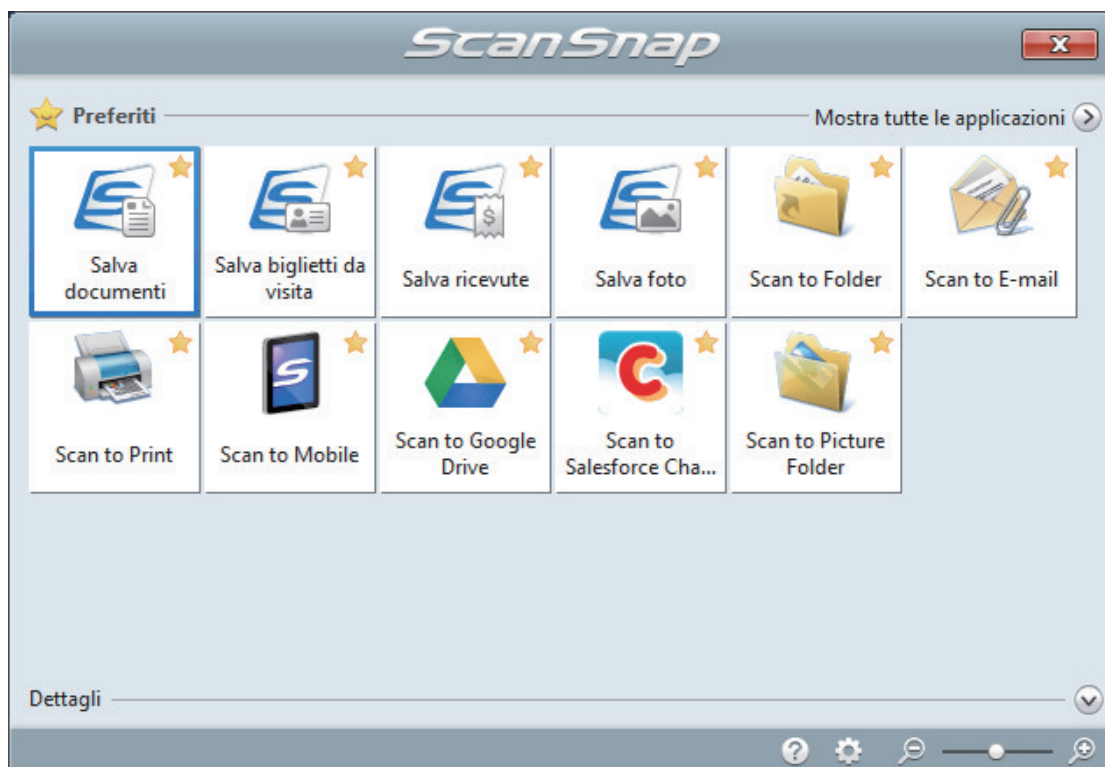 ScanSnap
Preferiti
Mostra tutte le applicazioni
Salva
documenti
Salva biglietti da
visita
Salva ricevute
Salva foto
Scan to Folder
Scan to E-mail
Scan to Print
Scan to Mobile
Scan to Google
Drive
Scan to
Salesforce Cha...
Scan to Picture
Folder
Dettagli